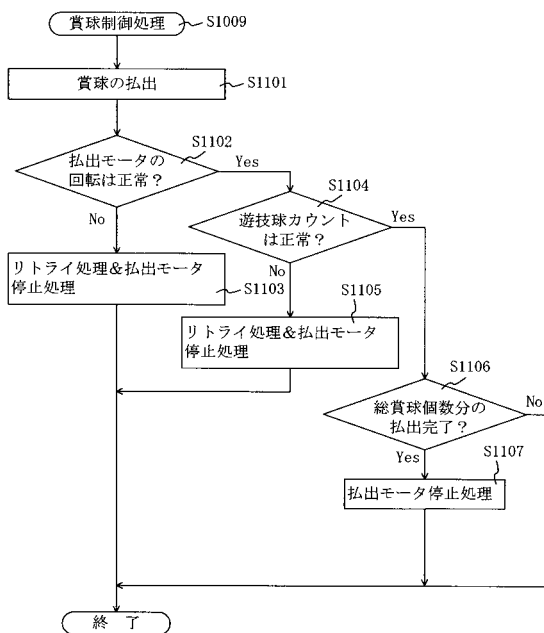 賞球制御処理
S1009
賞球の払出
S1101
払出モータの
回転は正常？
S1102
Yes
No
遊技球カウント
は正常？
S1104
Yes
No
リトライ処理＆払出モータ
停止処理
S1103
リトライ処理＆払出モータ
停止処理
S1105
総賞球個数分の
払出完了？
S1106
No
Yes
払出モータ停止処理
S1107
終 了